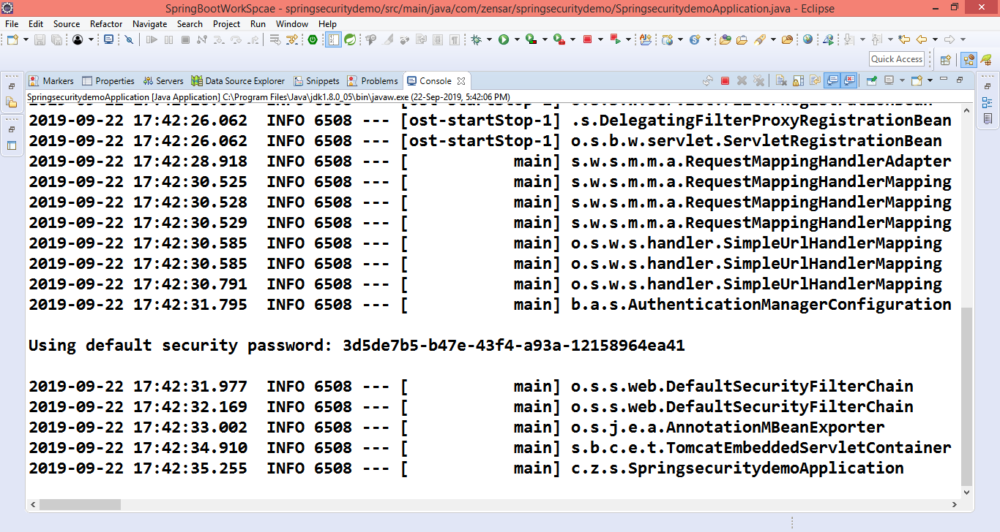 SpringBootWorkSpcae - springsecuritydemo/src/main/java/com/zensar/springsecuritydemo/SpringsecuritydemoApplication.java - Eclipse
File Edit Source Refactor Navigate Search Project Run Window Help
Quick Access
Markers Properties Servers Data Source Explorer Snippets Problems Console
SpringsecuritydemoApplication [Java Application] C:\Program Files\Java\jdk1.8.0_05\bin\javaw.exe (22-Sep-2019, 5:42:06 PM)
2019-09-22 17:42:26.062  INFO 6508 --- [ost-startStop-1] .s.DelegatingFilterProxyRegistrationBean
2019-09-22 17:42:26.062  INFO 6508 --- [ost-startStop-1] o.s.b.w.servlet.ServletRegistrationBean
2019-09-22 17:42:28.918  INFO 6508 --- [           main] s.w.s.m.m.a.RequestMappingHandlerAdapter
2019-09-22 17:42:30.525  INFO 6508 --- [           main] s.w.s.m.m.a.RequestMappingHandlerMapping
2019-09-22 17:42:30.528  INFO 6508 --- [           main] s.w.s.m.m.a.RequestMappingHandlerMapping
2019-09-22 17:42:30.529  INFO 6508 --- [           main] s.w.s.m.m.a.RequestMappingHandlerMapping
2019-09-22 17:42:30.585  INFO 6508 --- [           main] o.s.w.s.handler.SimpleUrlHandlerMapping
2019-09-22 17:42:30.585  INFO 6508 --- [           main] o.s.w.s.handler.SimpleUrlHandlerMapping
2019-09-22 17:42:30.791  INFO 6508 --- [           main] o.s.w.s.handler.SimpleUrlHandlerMapping
2019-09-22 17:42:31.795  INFO 6508 --- [           main] b.a.s.AuthenticationManagerConfiguration
Using default security password: 3d5de7b5-b47e-43f4-a93a-12158964ea41
2019-09-22 17:42:31.977  INFO 6508 --- [           main] o.s.s.web.DefaultSecurityFilterChain
2019-09-22 17:42:32.169  INFO 6508 --- [           main] o.s.s.web.DefaultSecurityFilterChain
2019-09-22 17:42:33.002  INFO 6508 --- [           main] o.s.j.e.a.AnnotationMBeanExporter
2019-09-22 17:42:34.910  INFO 6508 --- [           main] s.b.c.e.t.TomcatEmbeddedServletContainer
2019-09-22 17:42:35.255  INFO 6508 --- [           main] c.z.s.SpringsecuritydemoApplication